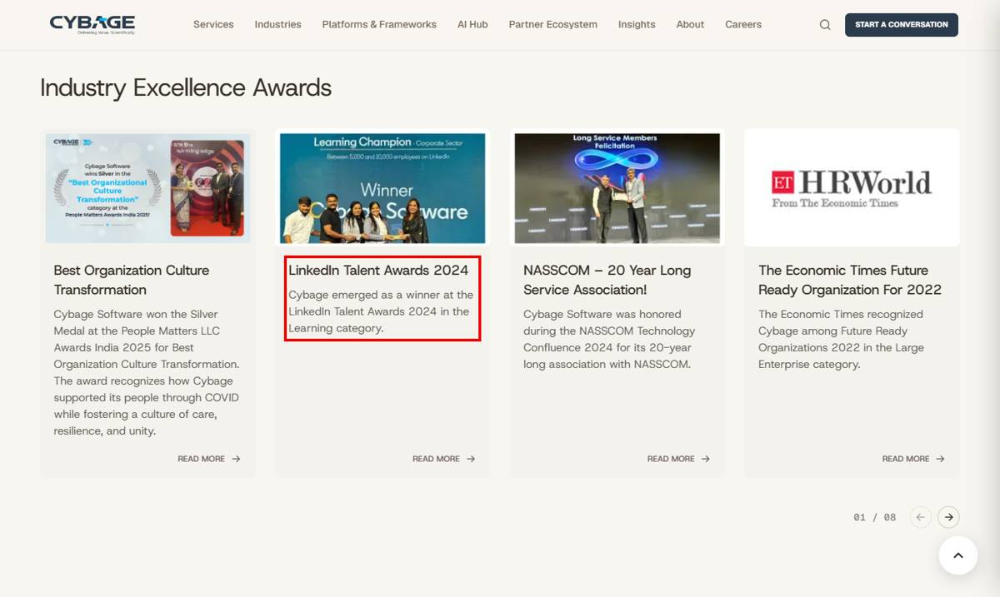 CYBAGE
Delivering Value. Scientifically.
Services
Industries
Platforms & Frameworks
AI Hub
Partner Ecosystem
Insights
About
Careers
START A CONVERSATION
Industry Excellence Awards
CYBAGE
Cybage Software
wins Silver in the
"Best Organizational
Culture
Transformation"
category at the
People Matters Awards India 2025!
I am the
winning edge
Best Organization Culture
Transformation
Cybage Software won the Silver
Medal at the People Matters LLC
Awards India 2025 for Best
Organization Culture Transformation.
The award recognizes how Cybage
supported its people through COVID
while fostering a culture of care,
resilience, and unity.
READ MORE
Learning Champion - Corporate Sector
Between 5,000 and 10,000 employees on LinkedIn
Winner
Cybage Software
LinkedIn Talent Awards 2024
Cybage emerged as a winner at the
LinkedIn Talent Awards 2024 in the
Learning category.
READ MORE
Long Service Members
Felicitation
NASSCOM – 20 Year Long
Service Association!
Cybage Software was honored
during the NASSCOM Technology
Confluence 2024 for its 20-year
long association with NASSCOM.
READ MORE
ET HRWorld
From The Economic Times
The Economic Times Future
Ready Organization For 2022
The Economic Times recognized
Cybage among Future Ready
Organizations 2022 in the Large
Enterprise category.
READ MORE
01 / 08